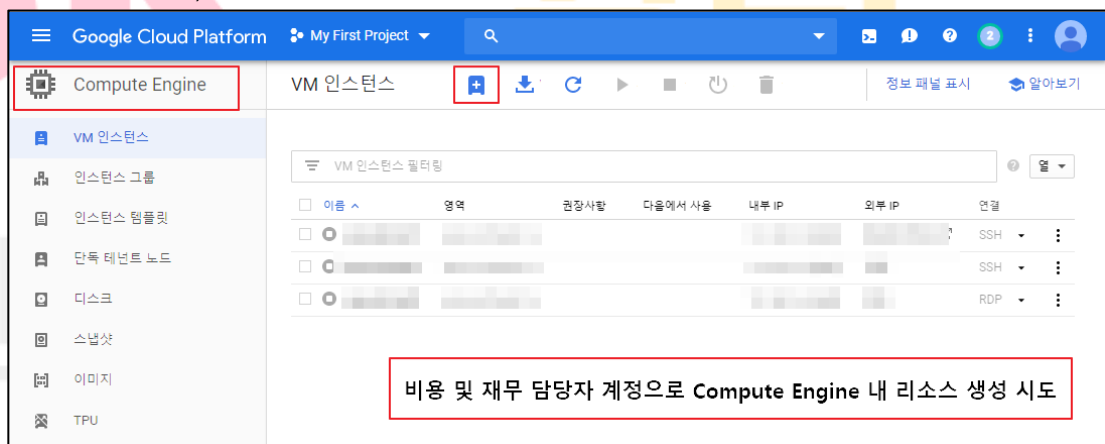 Google Cloud Platform My First Project 2
Compute Engine VM 인스턴스 정보 패널 표시 알아보기
VM 인스턴스
인스턴스 그룹
인스턴스 템플릿
단독 테넌트 노드
디스크
스냅샷
이미지
TPU
VM 인스턴스 필터링 열
이름 영역 권장사항 다음에서 사용 내부 IP 외부 IP 연결
SSH
SSH
RDP
비용 및 재무 담당자 계정으로 Compute Engine 내 리소스 생성 시도